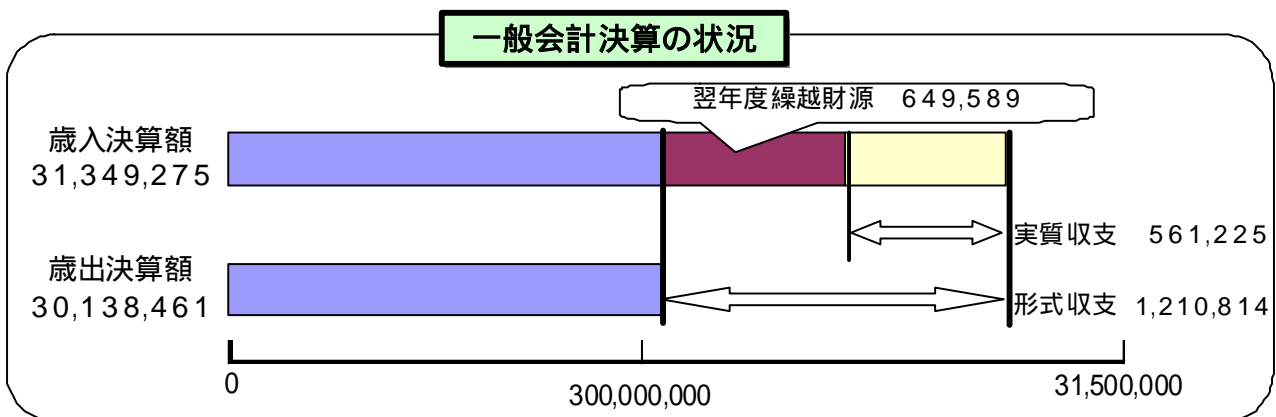 一般会計決算の状況
翌年度繰越財源 649,589
歳入決算額
31,349,275
実質収支 561,225
歳出決算額
30,138,461
形式収支 1,210,814
0
300,000,000
31,500,000